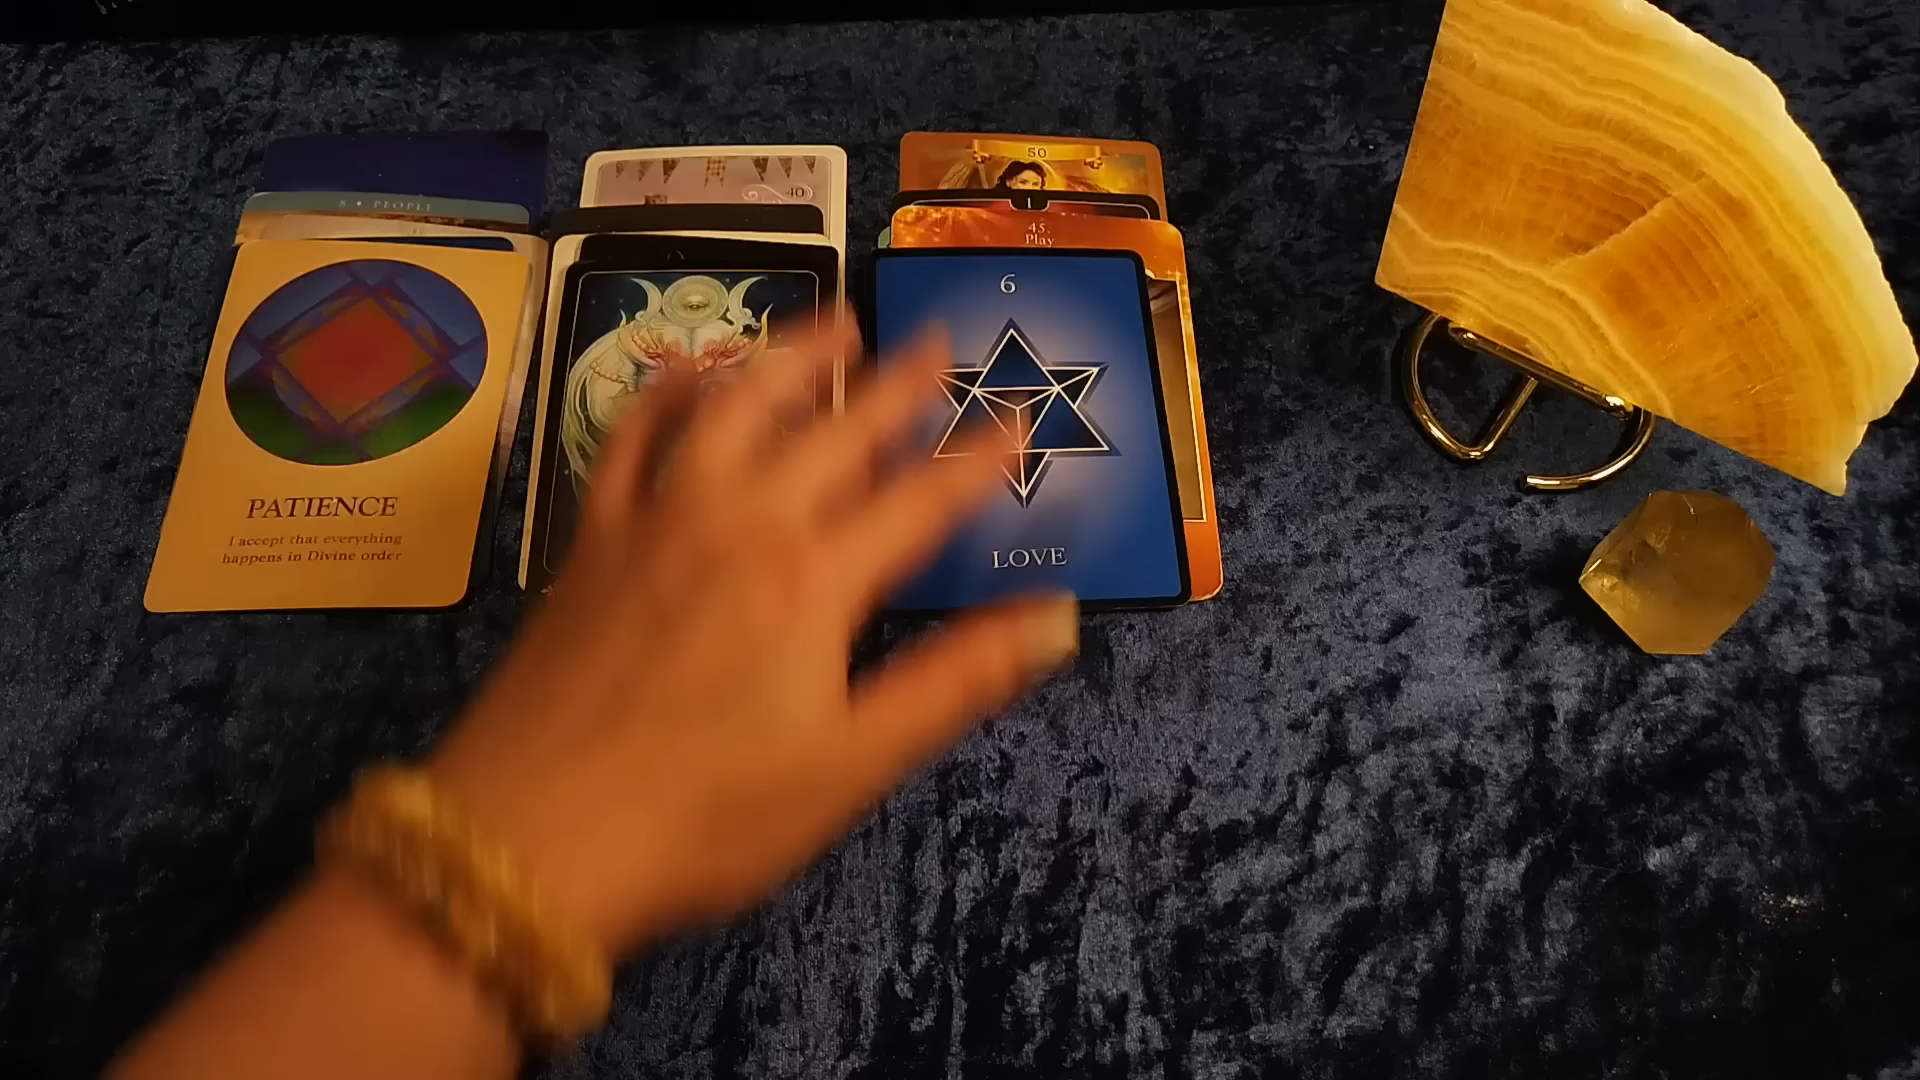 8 • PEOPLE
PATIENCE
I accept that everything
happens in Divine order
40
50
1
45.
Play
6
LOVE